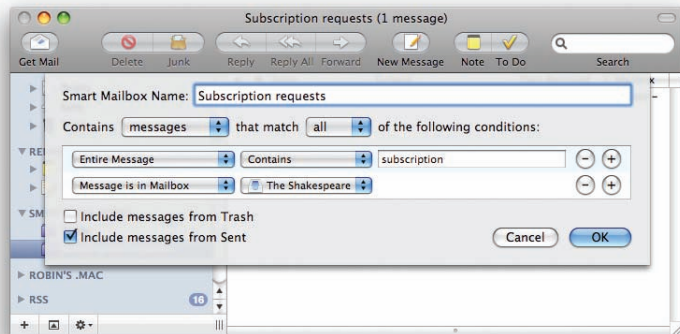 Subscription requests (1 message)
Get Mail Delete Junk Reply Reply All Forward New Message Note To Do Search
Smart Mailbox Name: Subscription requests
Contains messages that match all of the following conditions:
Entire Message Contains subscription
Message is in Mailbox The Shakespeare
Include messages from Trash
Include messages from Sent
Cancel OK
ROBIN'S .MAC
RSS 16